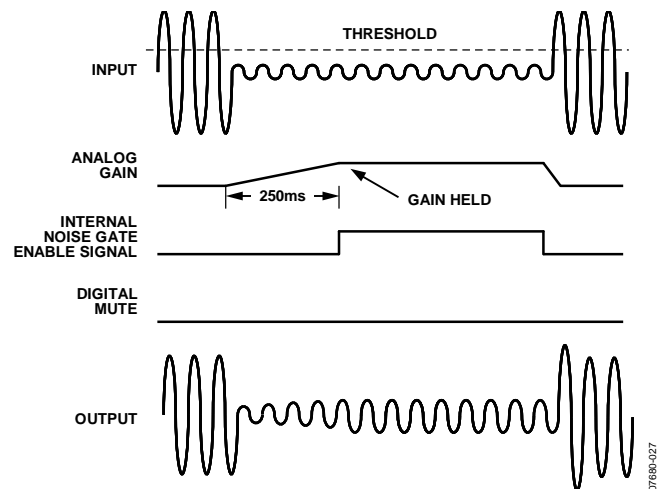 THRESHOLD
INPUT
ANALOG
GAIN
250ms
GAIN HELD
INTERNAL
NOISE GATE
ENABLE SIGNAL
DIGITAL
MUTE
OUTPUT
07680-027